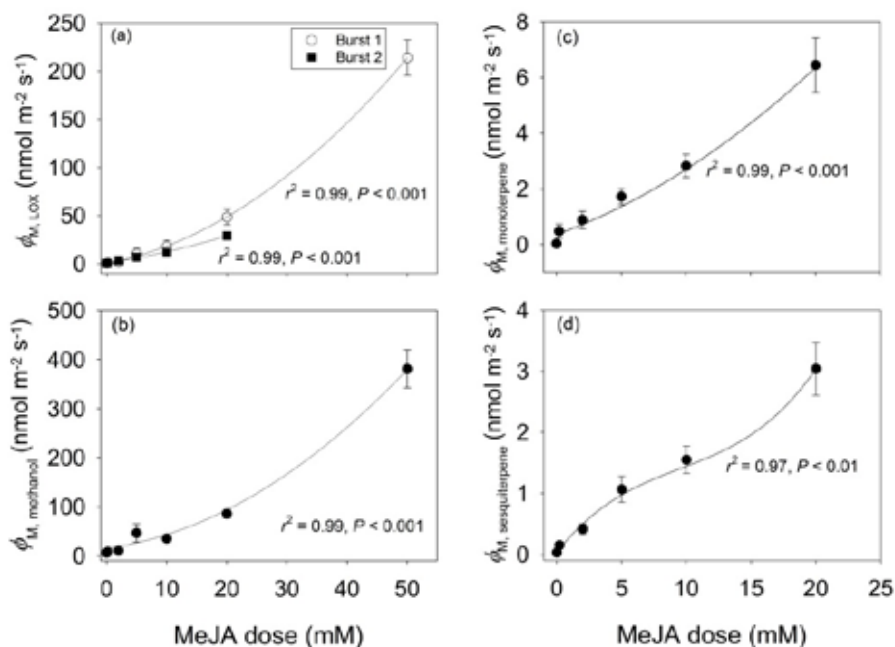 (a)
Burst 1
Burst 2
250
200
150
100
50
0
ϕM, LOX (nmol m-2 s-1)
r2 = 0.99, P < 0.001
r2 = 0.99, P < 0.001
(b)
500
400
300
200
100
0
ϕM, methanol (nmol m-2 s-1)
r2 = 0.99, P < 0.001
0 10 20 30 40 50
MeJA dose (mM)
(c)
8
6
4
2
0
ϕM, monoterpene (nmol m-2 s-1)
r2 = 0.99, P < 0.001
(d)
4
3
2
1
0
ϕM, sesquiterpene (nmol m-2 s-1)
r2 = 0.97, P < 0.01
0 5 10 15 20 25
MeJA dose (mM)